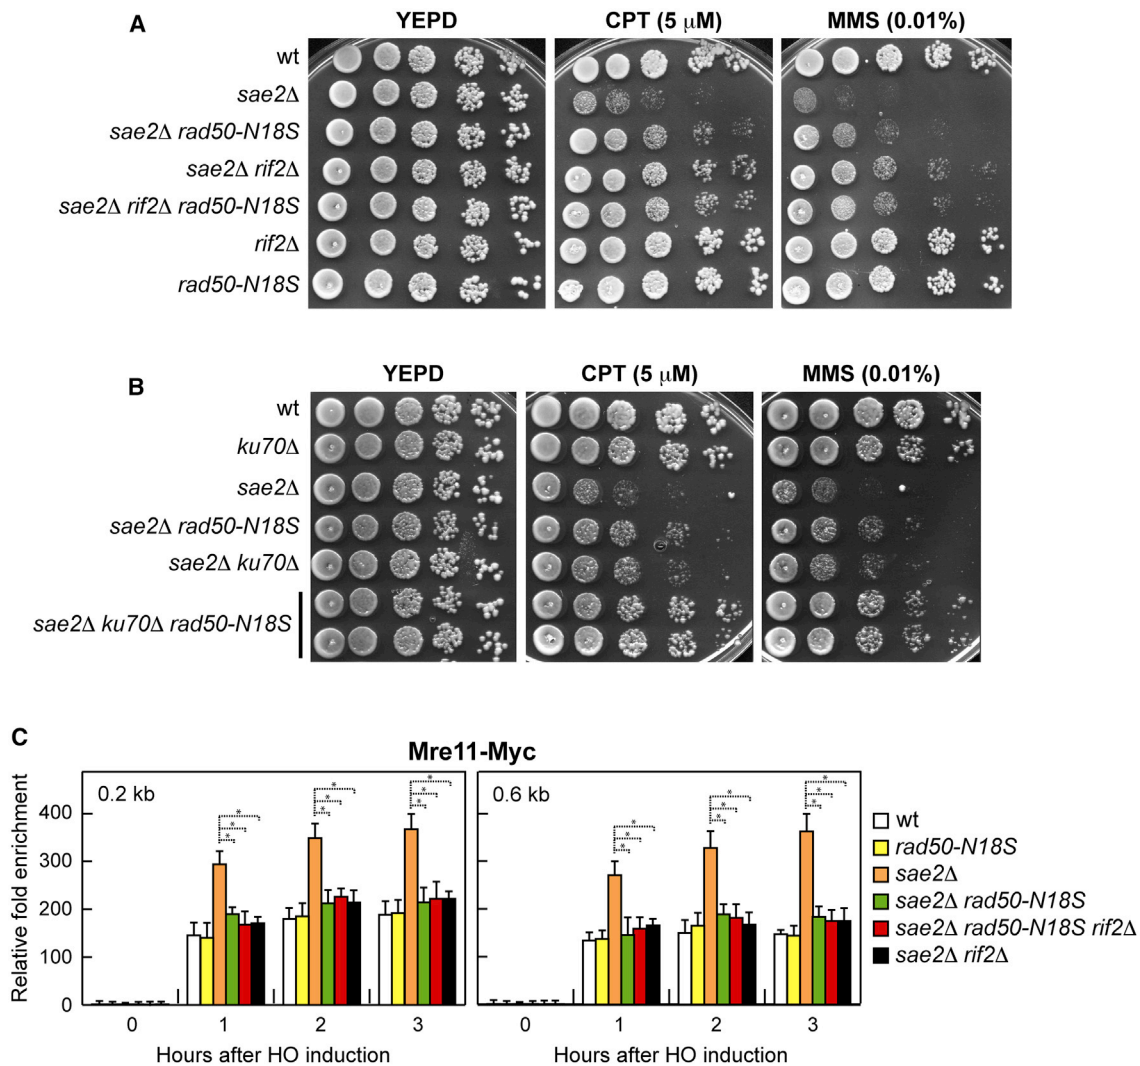 A
YEPD
CPT (5 μM)
MMS (0.01%)
wt
sae2Δ
sae2Δ rad50-N18S
sae2Δ rif2Δ
sae2Δ rif2Δ rad50-N18S
rif2Δ
rad50-N18S
B
YEPD
CPT (5 μM)
MMS (0.01%)
wt
ku70Δ
sae2Δ
sae2Δ rad50-N18S
sae2Δ ku70Δ
sae2Δ ku70Δ rad50-N18S
C
Mre11-Myc
Relative fold enrichment
400
300
200
100
0
0.2 kb
* * *
* * *
* * *
0 1 2 3
Hours after HO induction
0.6 kb
* * *
* * *
* * *
0 1 2 3
Hours after HO induction
wt
rad50-N18S
sae2Δ
sae2Δ rad50-N18S
sae2Δ rad50-N18S rif2Δ
sae2Δ rif2Δ